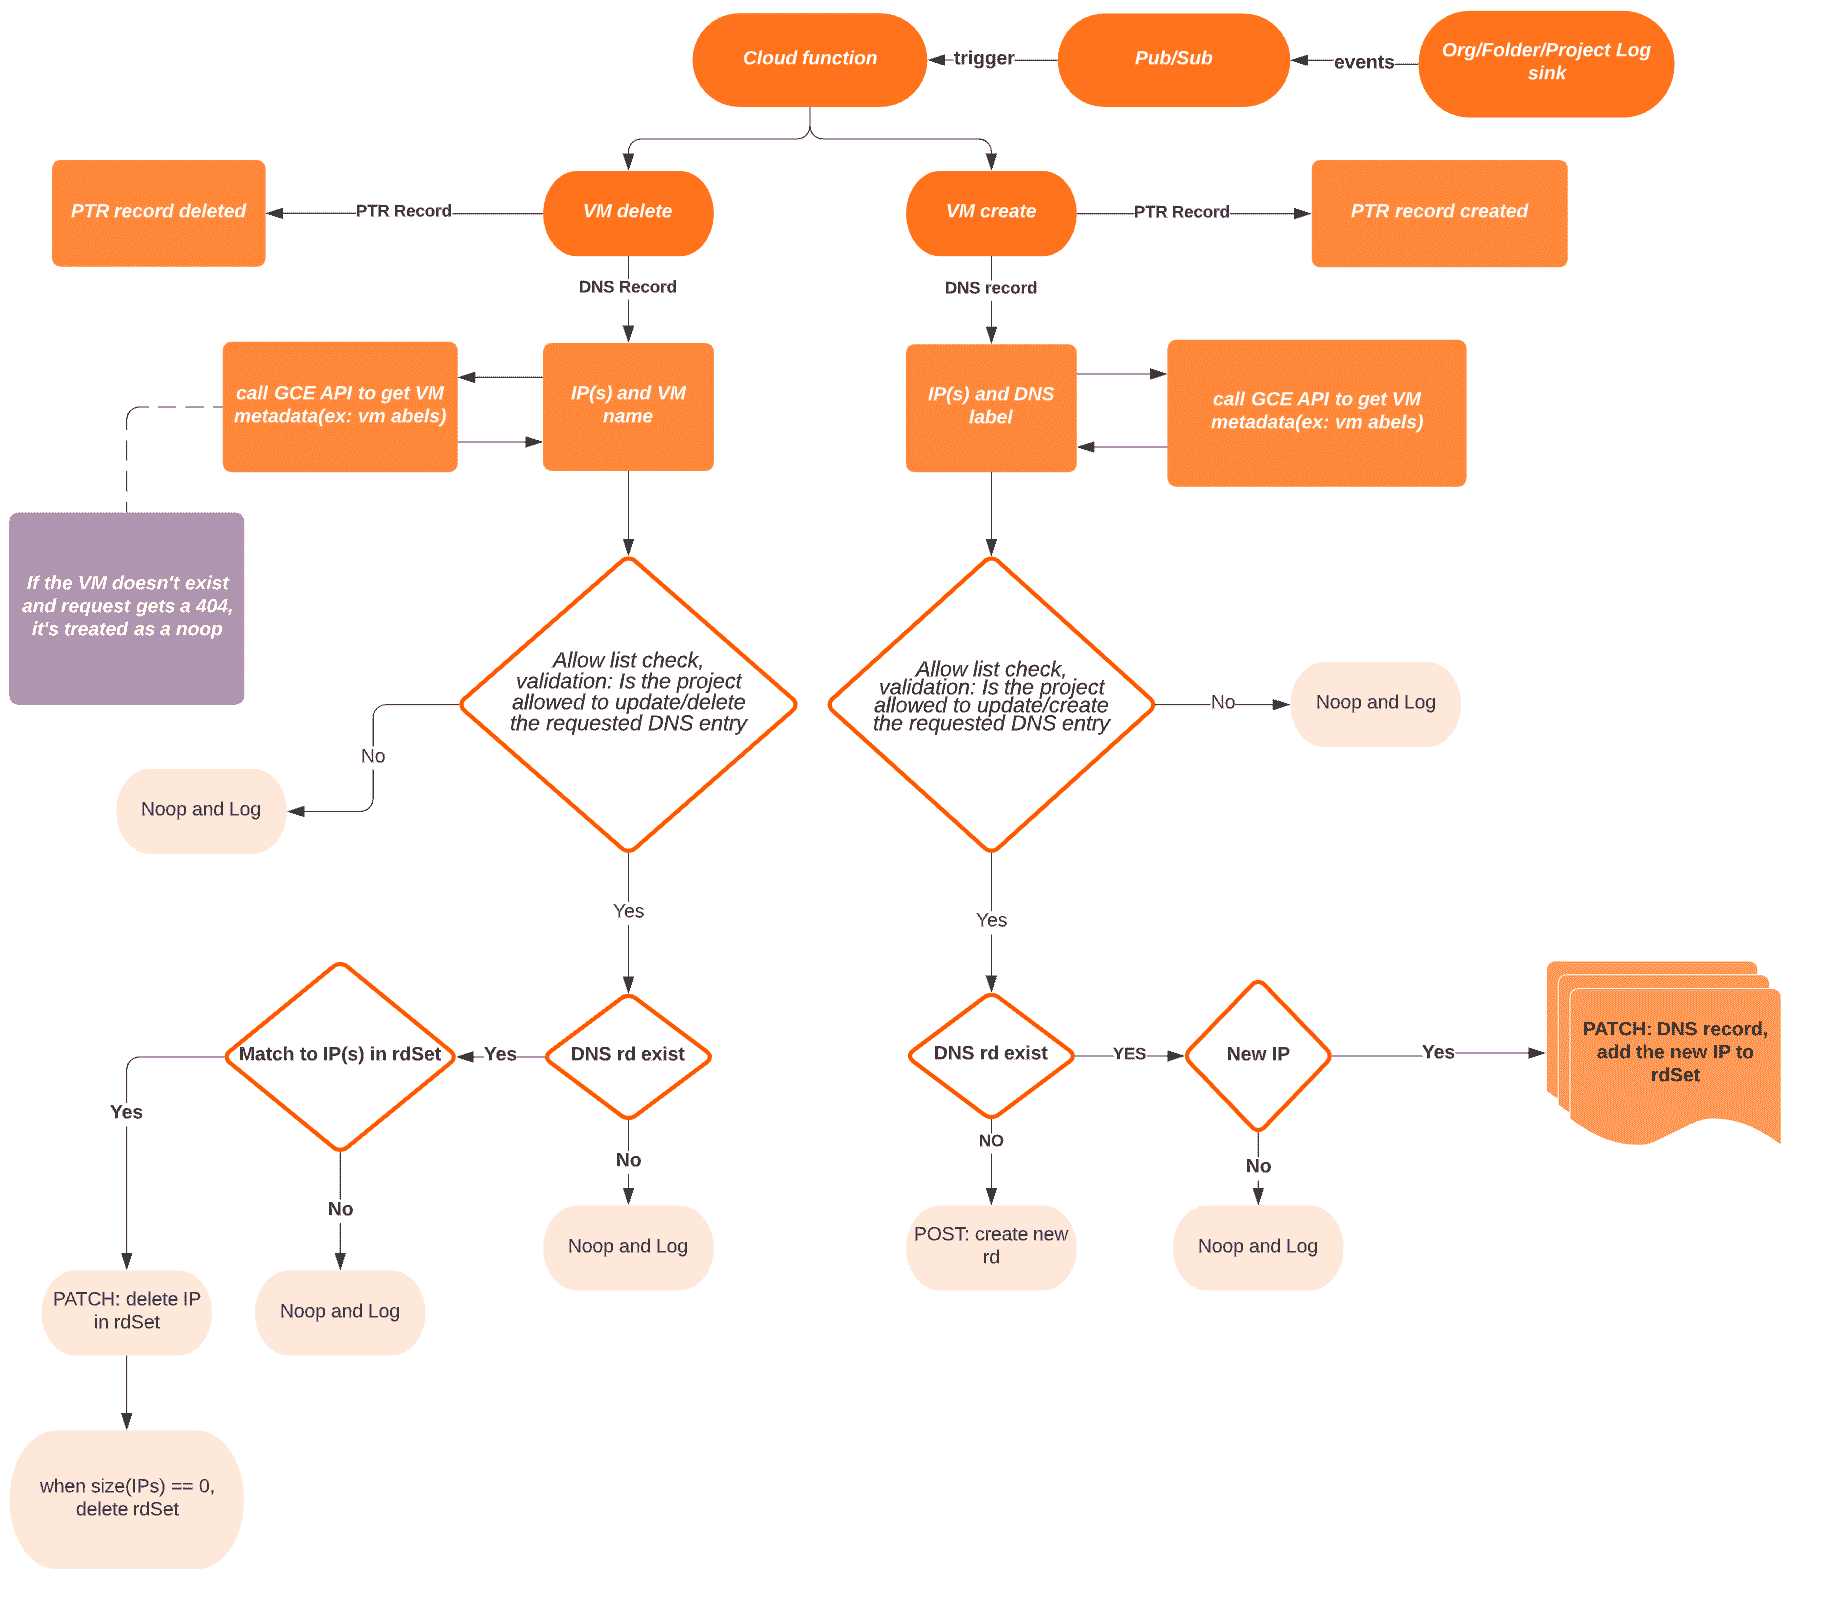 Cloud function
trigger
Pub/Sub
events
Org/Folder/Project Log
sink
PTR record deleted
PTR Record
VM delete
VM create
PTR Record
PTR record created
DNS Record
DNS record
call GCE API to get VM
metadata(ex: vm abels)
IP(s) and VM
name
IP(s) and DNS
label
call GCE API to get VM
metadata(ex: vm abels)
If the VM doesn't exist
and request gets a 404,
it's treated as a noop
Allow list check,
validation: Is the project
allowed to update/delete
the requested DNS entry
Allow list check,
validation: Is the project
allowed to update/create
the requested DNS entry
No
Noop and Log
No
Noop and Log
Yes
Yes
Match to IP(s) in rdSet
Yes
DNS rd exist
DNS rd exist
YES
New IP
Yes
PATCH: DNS record,
add the new IP to
rdSet
Yes
No
No
NO
No
Noop and Log
POST: create new
rd
Noop and Log
PATCH: delete IP
in rdSet
Noop and Log
when size(IPs) == 0,
delete rdSet